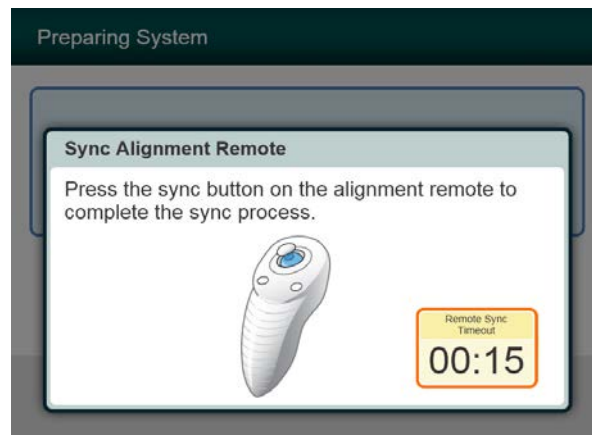 Preparing System
Sync Alignment Remote
Press the sync button on the alignment remote to
complete the sync process.
Remote Sync
Timeout
00:15